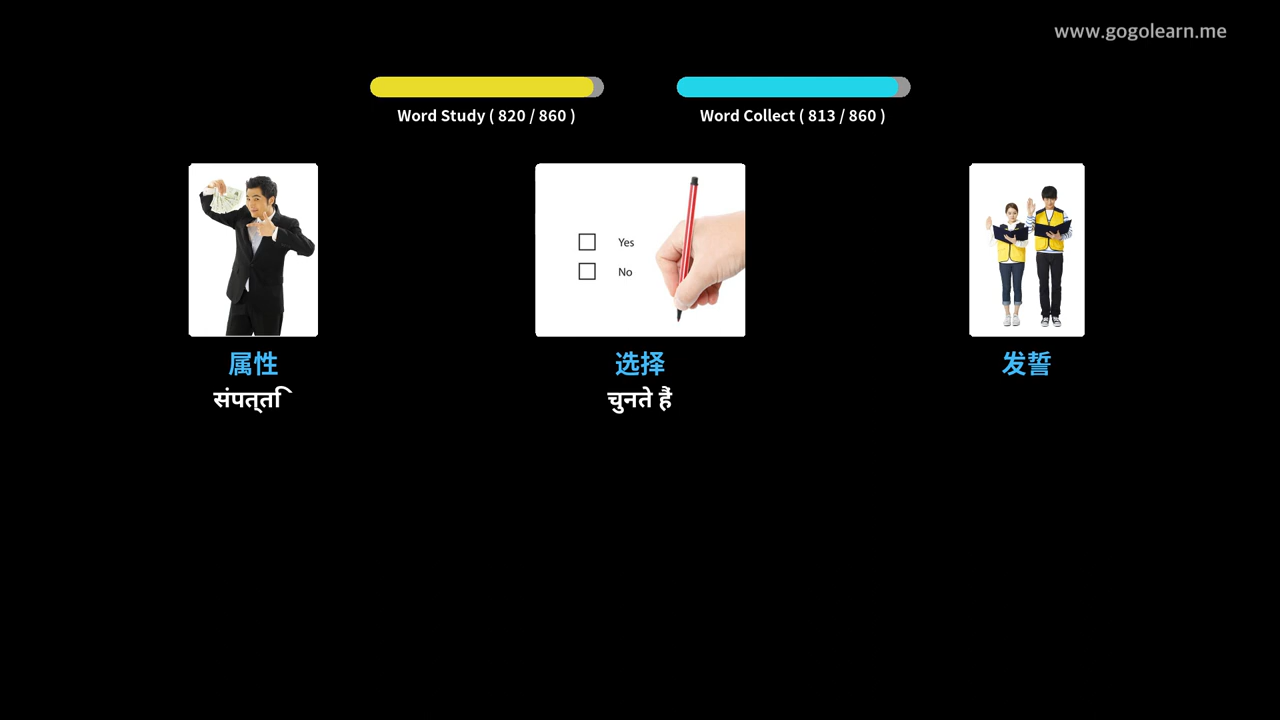 www.gogolearn.me
Word Study ( 820 / 860 )
Word Collect ( 813 / 860 )
Yes
No
属性
选择
发誓
संपत्ति
चुनते हैं